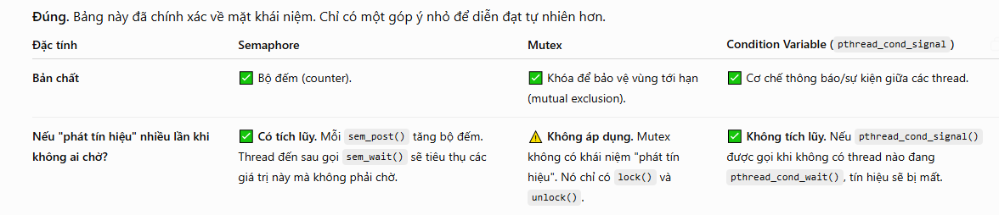 Đúng. Bảng này đã chính xác về mặt khái niệm. Chỉ có một góp ý nhỏ để diễn đạt tự nhiên hơn.
Đặc tính Semaphore Mutex Condition Variable ( pthread_cond_signal )
Bản chất ✅ Bộ đếm (counter). ✅ Khóa để bảo vệ vùng tới hạn ✅ Cơ chế thông báo/sự kiện giữa các thread.
(mutual exclusion).
Nếu "phát tín hiệu" nhiều lần khi ✅ Có tích lũy. Mỗi sem_post() tăng bộ đếm. ⚠️ Không áp dụng. Mutex ✅ Không tích lũy. Nếu pthread_cond_signal()
không ai chờ? Thread đến sau gọi sem_wait() sẽ tiêu thụ các không có khái niệm "phát tín được gọi khi không có thread nào đang
giá trị này mà không phải chờ. hiệu". Nó chỉ có lock() và pthread_cond_wait() , tín hiệu sẽ bị mất.
unlock() .